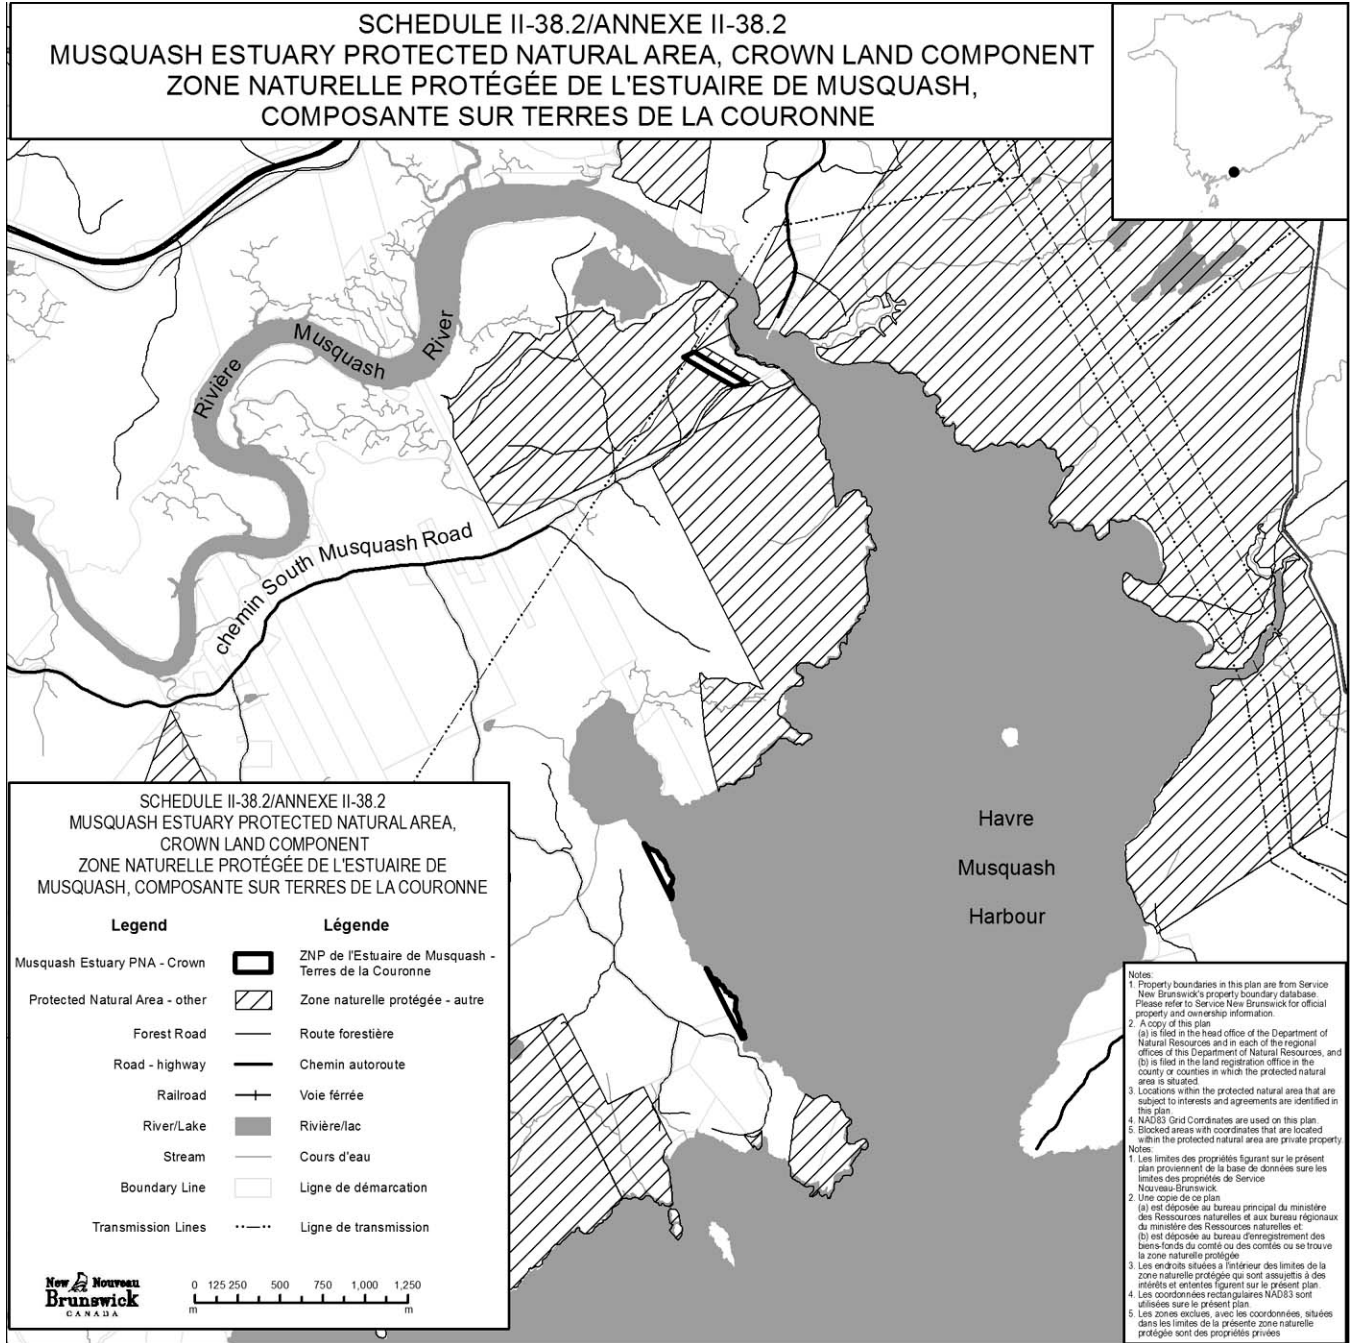 SCHEDULE II-38.2/ANNEXE II-38.2
MUSQUASH ESTUARY PROTECTED NATURAL AREA, CROWN LAND COMPONENT
ZONE NATURELLE PROTÉGÉE DE L'ESTUAIRE DE MUSQUASH,
COMPOSANTE SUR TERRES DE LA COURONNE
Rivière
Musquash
River
chemin South Musquash Road
Havre
Musquash
Harbour
SCHEDULE II-38.2/ANNEXE II-38.2
MUSQUASH ESTUARY PROTECTED NATURAL AREA,
CROWN LAND COMPONENT
ZONE NATURELLE PROTÉGÉE DE L'ESTUAIRE DE
MUSQUASH, COMPOSANTE SUR TERRES DE LA COURONNE
Legend Légende
Musquash Estuary PNA - Crown ZNP de l'Estuaire de Musquash -
Terres de la Couronne
Protected Natural Area - other Zone naturelle protégée - autre
Forest Road Route forestière
Road - highway Chemin autoroute
Railroad Voie férrée
River/Lake Rivière/lac
Stream Cours d'eau
Boundary Line Ligne de démarcation
Transmission Lines Ligne de transmission
New Nouveau
Brunswick
CANADA
0 125 250 500 750 1,000 1,250
m m
Notes:
1. Property boundaries in this plan are from Service
New Brunswick's property boundary database.
Please refer to Service New Brunswick for official
property and ownership information.
2. A copy of this plan
(a) is filed in the head office of the Department of
Natural Resources and in each of the regional
offices of this Department of Natural Resources, and
(b) is filed in the land registration offfice in the
county or counties in which the protected natural
area is situated.
3. Locations within the protected natural area that are
subject to interests and agreements are identified in
this plan.
4. NAD83 Grid Corrdinates are used on this plan.
5. Blocked areas with coordinates that are located
within the protected natural area are private property.
Notes:
1. Les limites des propriétés figurant sur le présent
plan proviennent de la base de données sure les
limites des propriétés de Service
Nouveau-Brunswick.
2. Une copie de ce plan
(a) est déposée au bureau principal du ministère
des Ressources naturelles et aux bureau régionaux
du ministère des Ressources naturelles et:
(b) est déposée au bureau d'enregistrement des
biens-fonds du comté ou des comtés ou se trouve
la zone naturelle protégée
3. Les endroits situées a l'intérieur des limites de la
zone naturelle protégée qui sont assujettis à des
intérêts et ententes figurent sur le présent plan.
4. Les coordonnées rectangulaires NAD83 sont
utilisées sure le présent plan.
5. Les zones exclues, avec les coordonnées, situées
dans les limites de la présente zone naturelle
protégée sont des propriétés privées